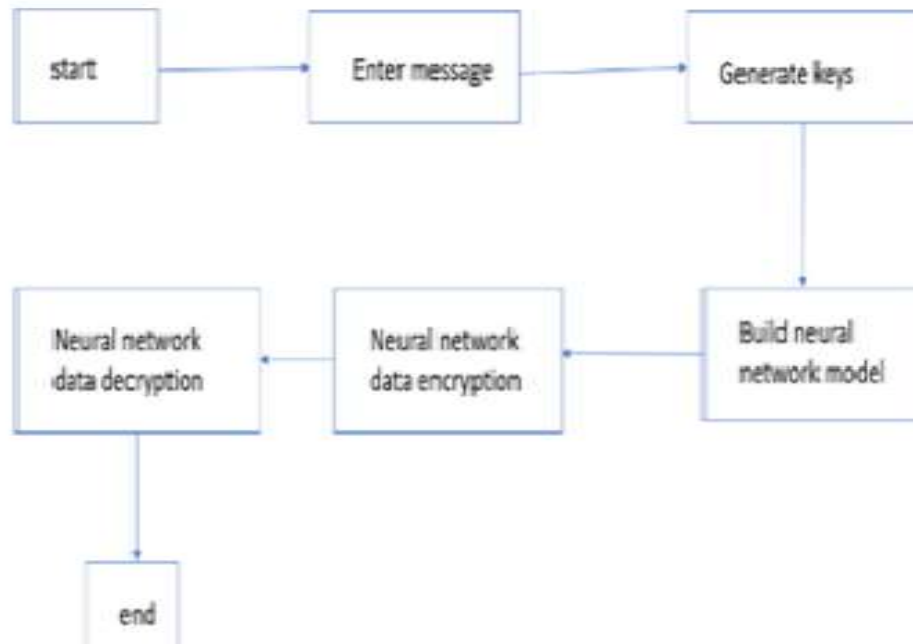 start
Enter message
Generate keys
Build neural
network model
Neural network
data encryption
Neural network
data decryption
end